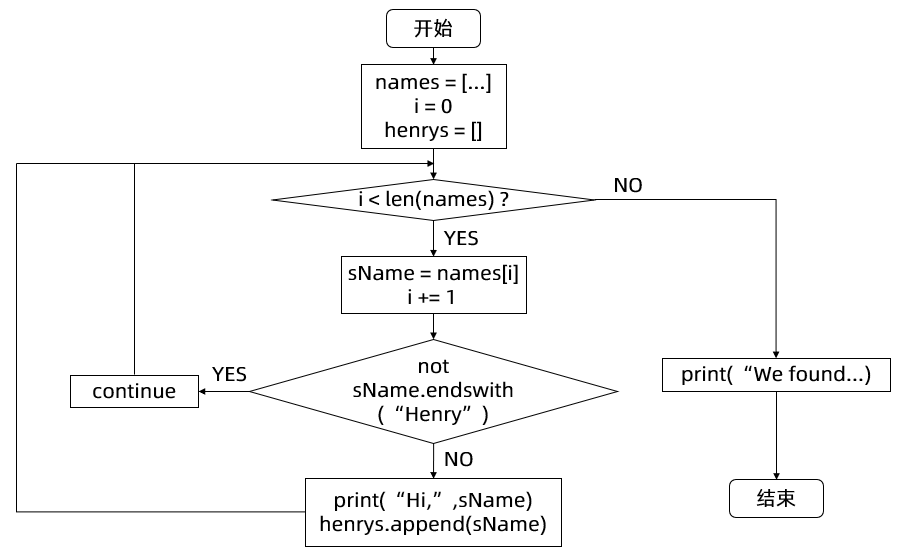 开始
names = [...]
i = 0
henrys = []
i < len(names) ?
NO
YES
sName = names[i]
i += 1
not
sName.endswith
(“Henry”)
YES
continue
NO
print(“Hi,”,sName)
henrys.append(sName)
print(“We found...)
结束